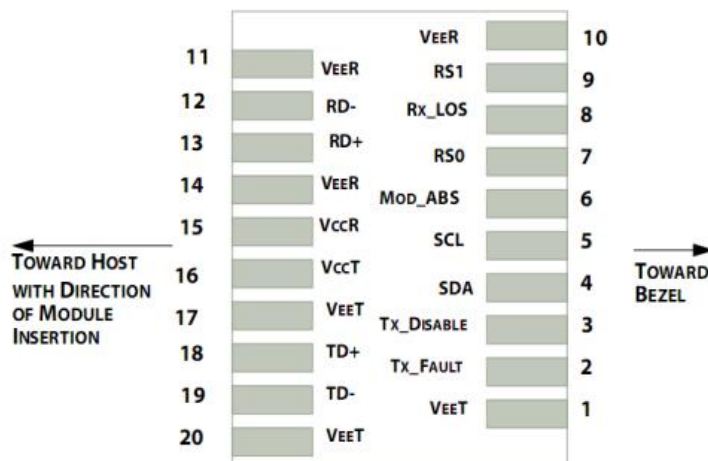 11 VEER
12 RD-
13 RD+
14 VEER
15 VCCR
16 VCCT
17 VEET
18 TD+
19 TD-
20 VEET
VEER 10
RS1 9
RX_LOS 8
RS0 7
MOD_ABS 6
SCL 5
SDA 4
TX_DISABLE 3
TX_FAULT 2
VEET 1
TOWARD HOST
WITH DIRECTION
OF MODULE
INSERTION
TOWARD
BEZEL